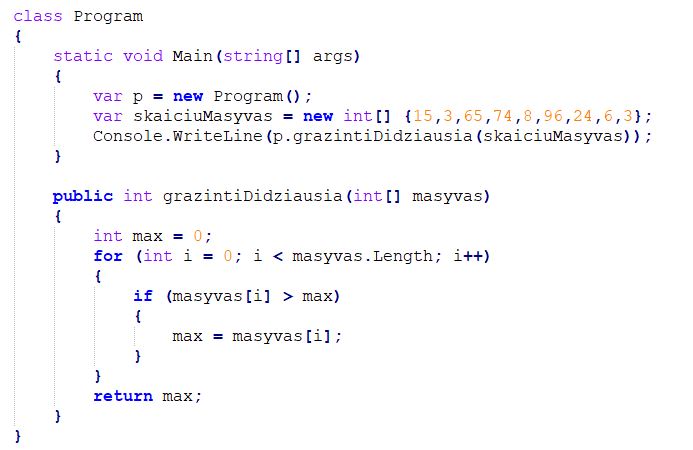 class Program
{
    static void Main(string[] args)
    {
        var p = new Program();
        var skaiciuMasyvas = new int[] {15,3,65,74,8,96,24,6,3};
        Console.WriteLine(p.grazintiDidziausia(skaiciuMasyvas));
    }

    public int grazintiDidziausia(int[] masyvas)
    {
        int max = 0;
        for (int i = 0; i < masyvas.Length; i++)
        {
            if (masyvas[i] > max)
            {
                max = masyvas[i];
            }
        }
        return max;
    }
}